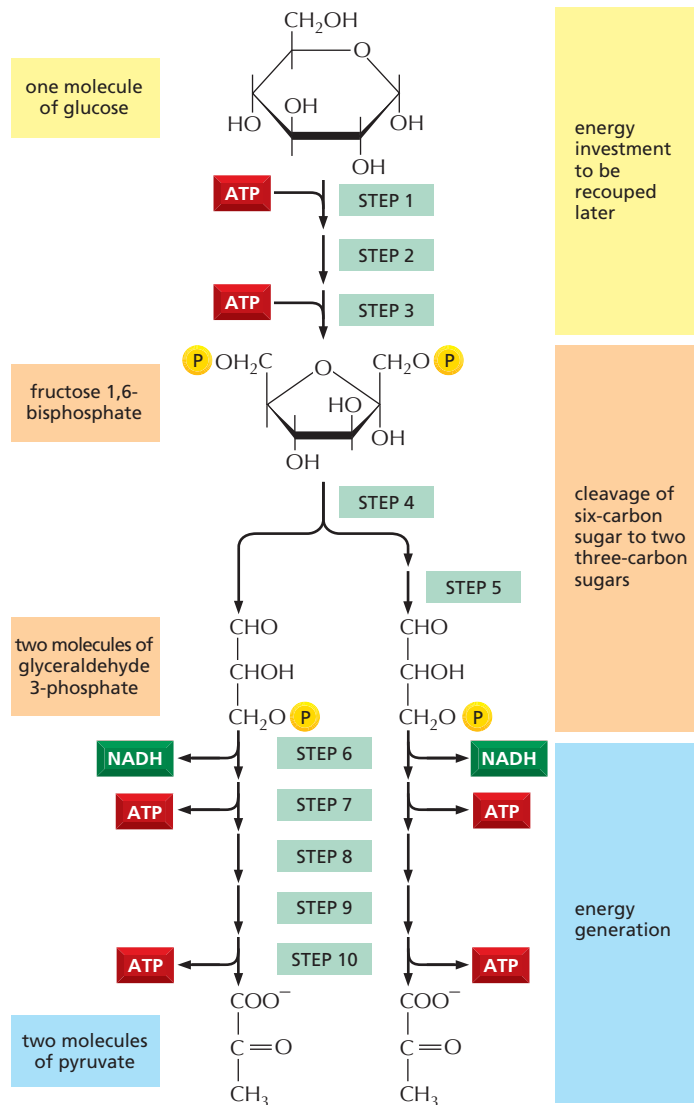 CH₂OH
O
one molecule
of glucose
OH
HO
OH
OH
energy
investment
to be
recouped
later
ATP
STEP 1
STEP 2
ATP
STEP 3
P OH₂C
O
CH₂O P
fructose 1,6-
bisphosphate
HO
OH
OH
STEP 4
cleavage of
six-carbon
sugar to two
three-carbon
sugars
STEP 5
two molecules of
glyceraldehyde
3-phosphate
CHO
CHOH
CH₂O P
CHO
CHOH
CH₂O P
NADH
STEP 6
NADH
ATP
STEP 7
ATP
STEP 8
STEP 9
energy
generation
ATP
STEP 10
ATP
two molecules
of pyruvate
COO⁻
C=O
CH₃
COO⁻
C=O
CH₃